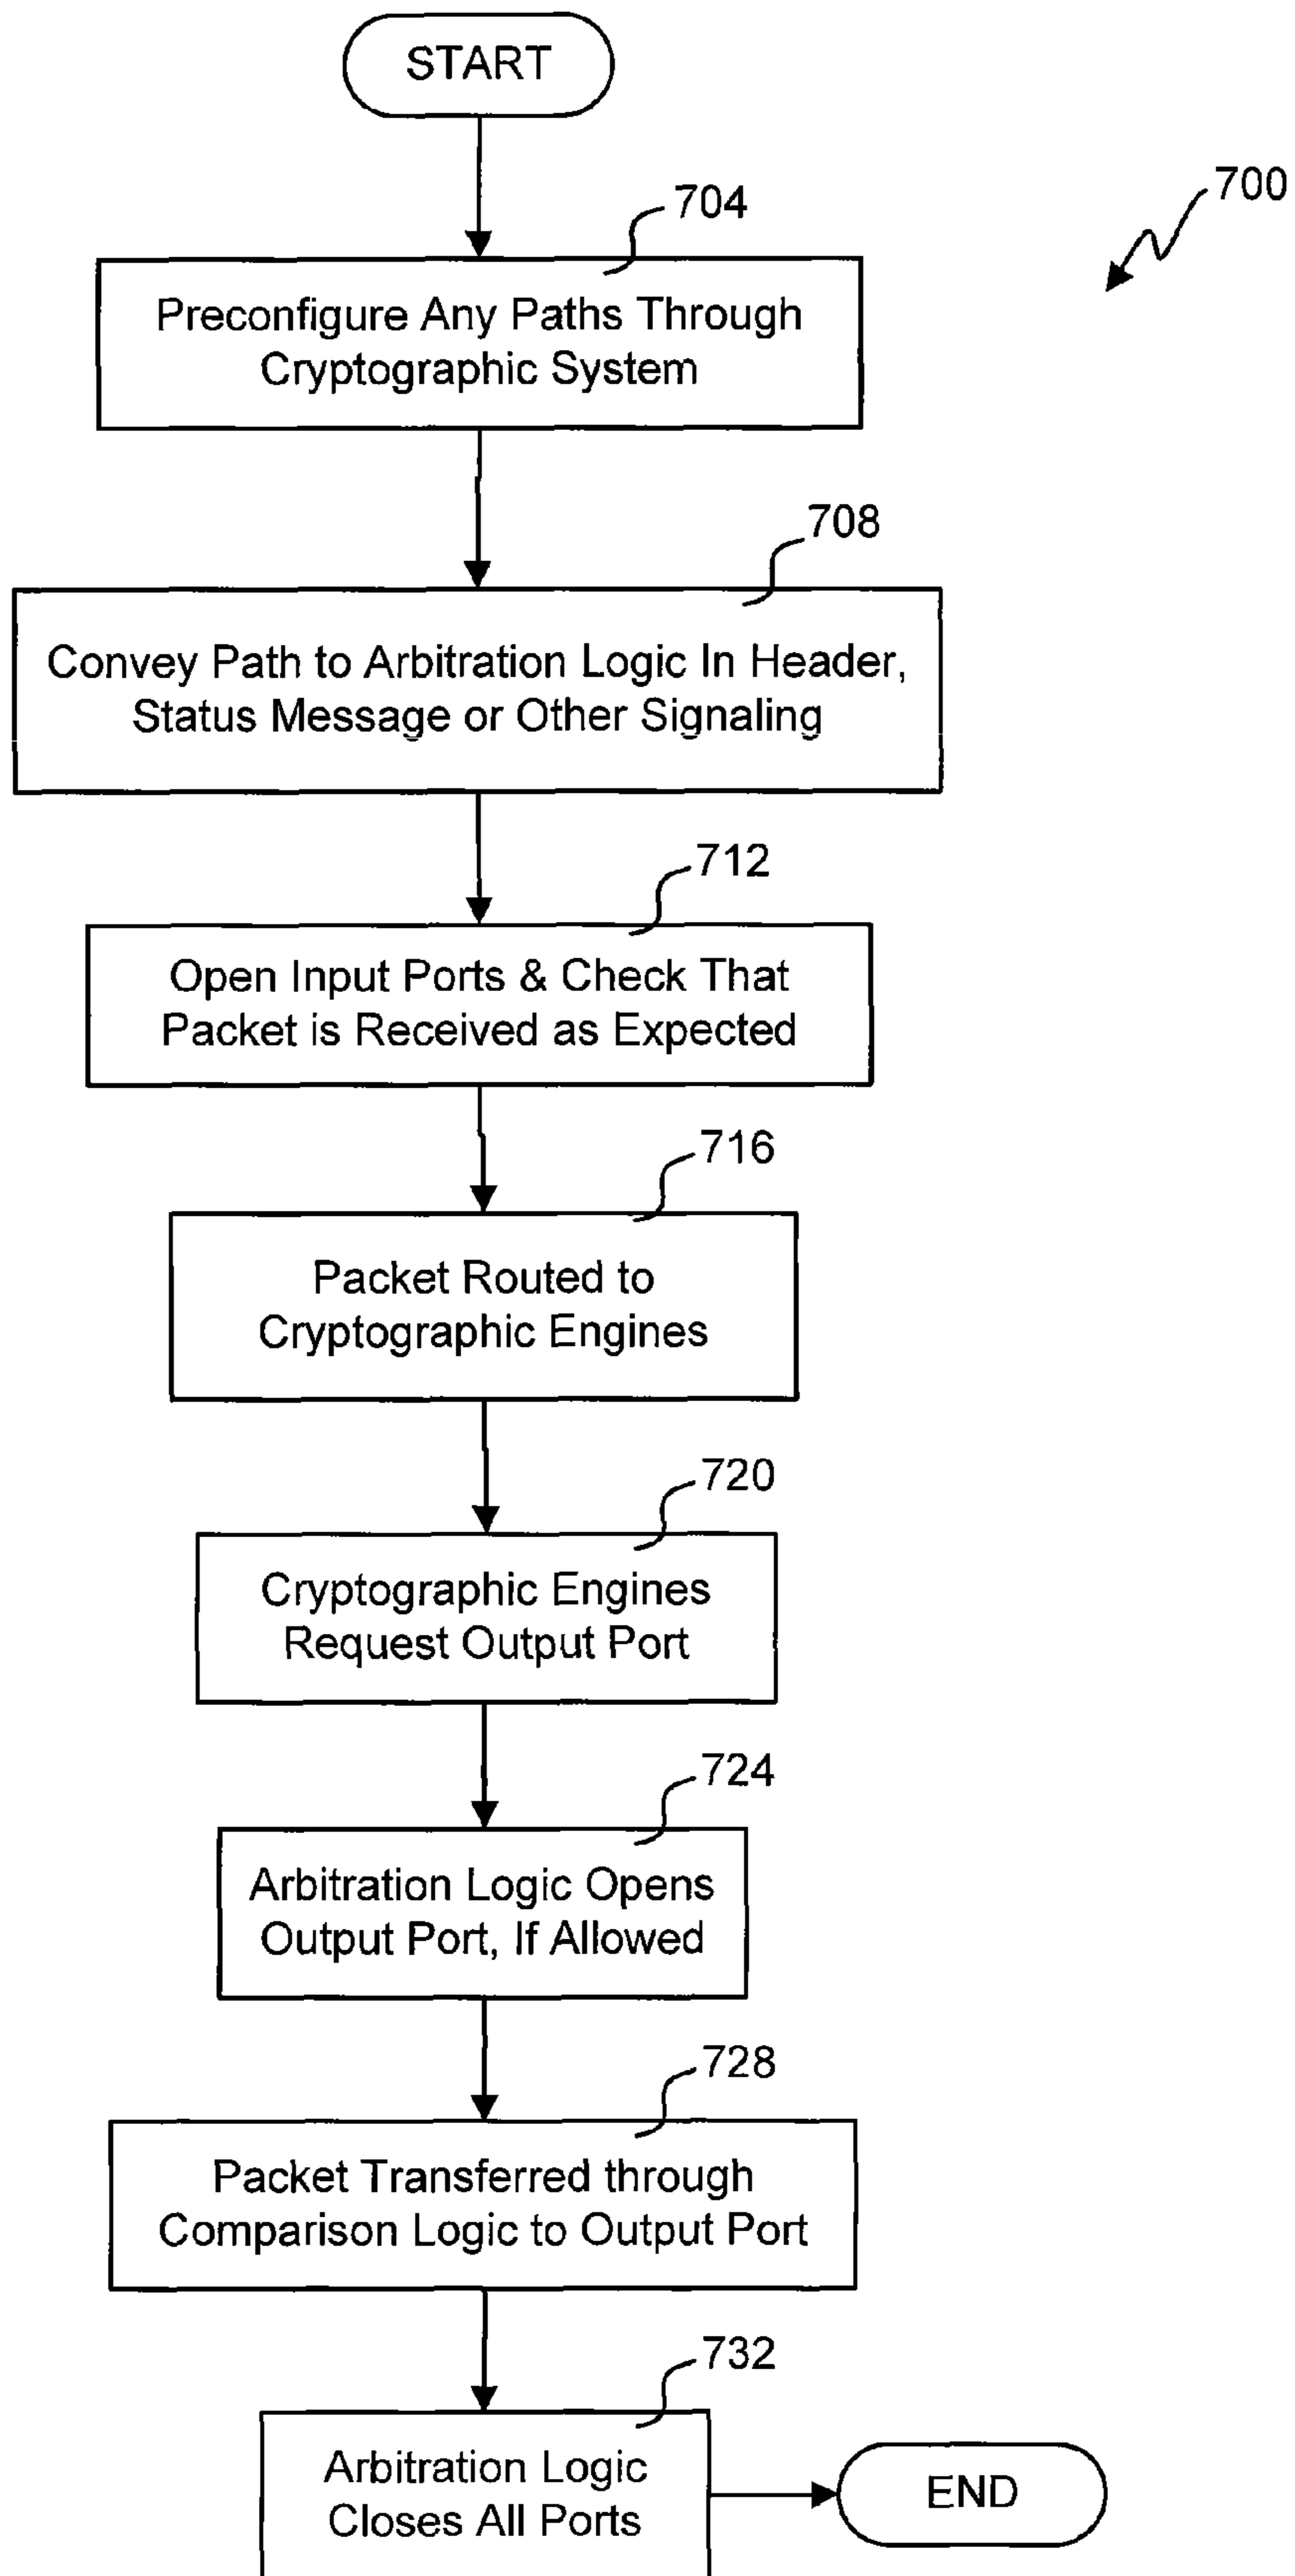 START
700
704
Preconfigure Any Paths Through
Cryptographic System
708
Convey Path to Arbitration Logic In Header,
Status Message or Other Signaling
712
Open Input Ports & Check That
Packet is Received as Expected
716
Packet Routed to
Cryptographic Engines
720
Cryptographic Engines
Request Output Port
724
Arbitration Logic Opens
Output Port, If Allowed
728
Packet Transferred through
Comparison Logic to Output Port
732
Arbitration Logic
Closes All Ports
END